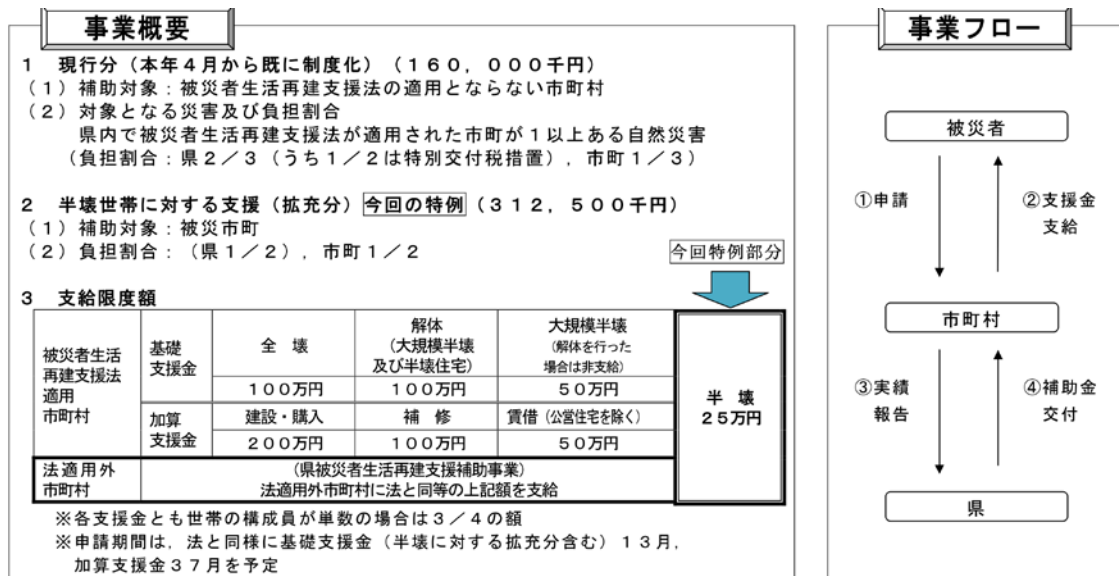 事業概要
1 現行分(本年4月から既に制度化)(160,000千円)
(1)補助対象:被災者生活再建支援法の適用とならない市町村
(2)対象となる災害及び負担割合
県内で被災者生活再建支援法が適用された市町が1以上ある自然災害
(負担割合:県2/3(うち1/2は特別交付税措置),市町1/3)
2 半壊世帯に対する支援(拡充分)今回の特例(312,500千円)
(1)補助対象:被災市町
(2)負担割合:(県1/2),市町1/2
今回特例部分
3 支給限度額
被災者生活
再建支援法
適用
市町村
基礎
支援金
全 壊
解体
(大規模半壊
及び半壊住宅)
大規模半壊
(解体を行った
場合は非支給)
100万円
100万円
50万円
加算
支援金
建設・購入
補 修
賃借(公営住宅を除く)
200万円
100万円
50万円
半 壊
25万円
法適用外
市町村
(県被災者生活再建支援補助事業)
法適用外市町村に法と同等の上記額を支給
※各支援金とも世帯の構成員が単数の場合は3/4の額
※申請期間は,法と同様に基礎支援金(半壊に対する拡充分含む)13月,
加算支援金37月を予定
事業フロー
被災者
①申請
②支援金
支給
市町村
③実績
報告
④補助金
交付
県